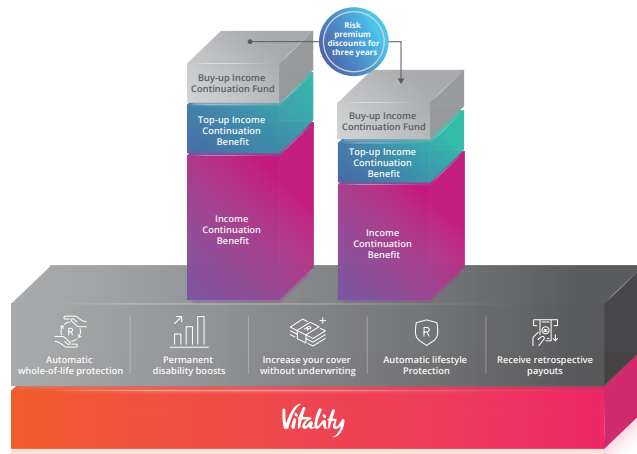 Risk
premium
discounts for
three years
Buy-up Income
Continuation Fund
Top-up Income
Continuation
Benefit
Income
Continuation
Benefit
Buy-up Income
Continuation Fund
Top-up Income
Continuation
Benefit
Income
Continuation
Benefit
R
Automatic
whole-of-life protection
Permanent
disability boosts
R
Increase your cover
without underwriting
R
Automatic lifestyle
Protection
Receive retrospective
payouts
Vitality